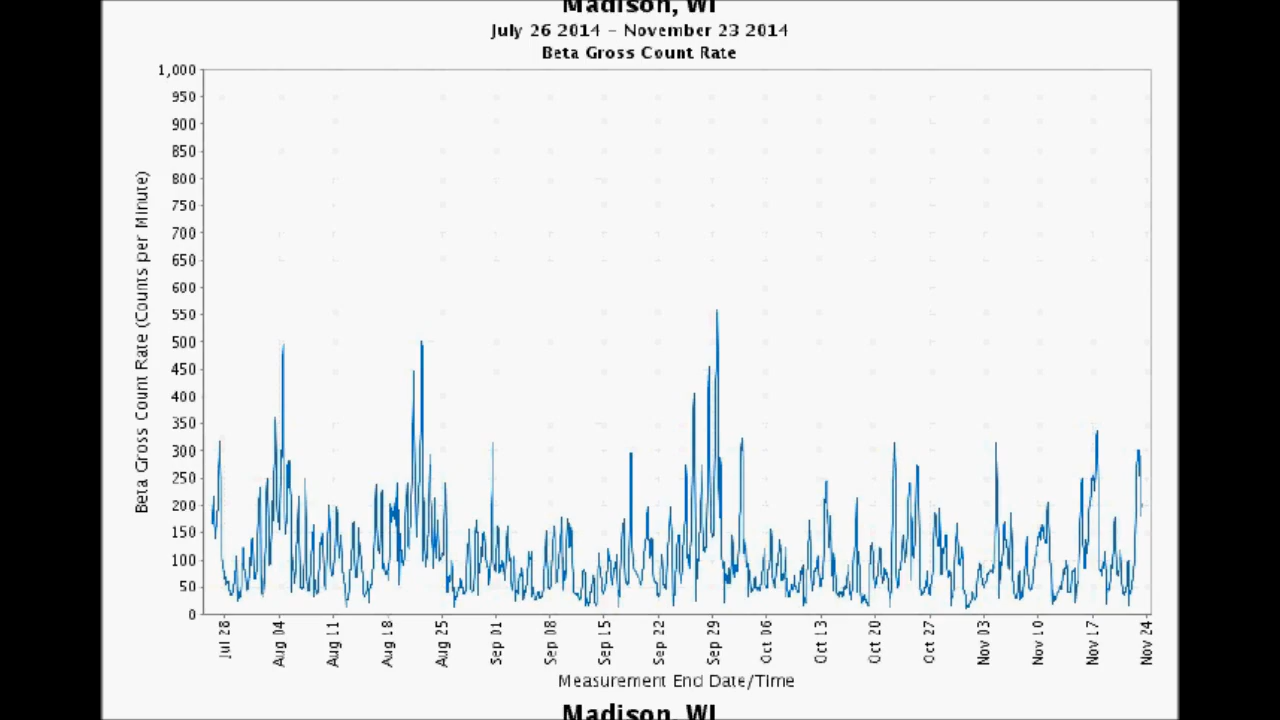 Madison, WI
July 26 2014 - November 23 2014
Beta Gross Count Rate
1,000
950
900
850
800
750
700
650
600
550
500
450
400
350
300
250
200
150
100
50
0
Beta Gross Count Rate (Counts per Minute)
Jul 28
Aug 04
Aug 11
Aug 18
Aug 25
Sep 01
Sep 08
Sep 15
Sep 22
Sep 29
Oct 06
Oct 13
Oct 20
Oct 27
Nov 03
Nov 10
Nov 17
Nov 24
Measurement End Date/Time
Madison, WI